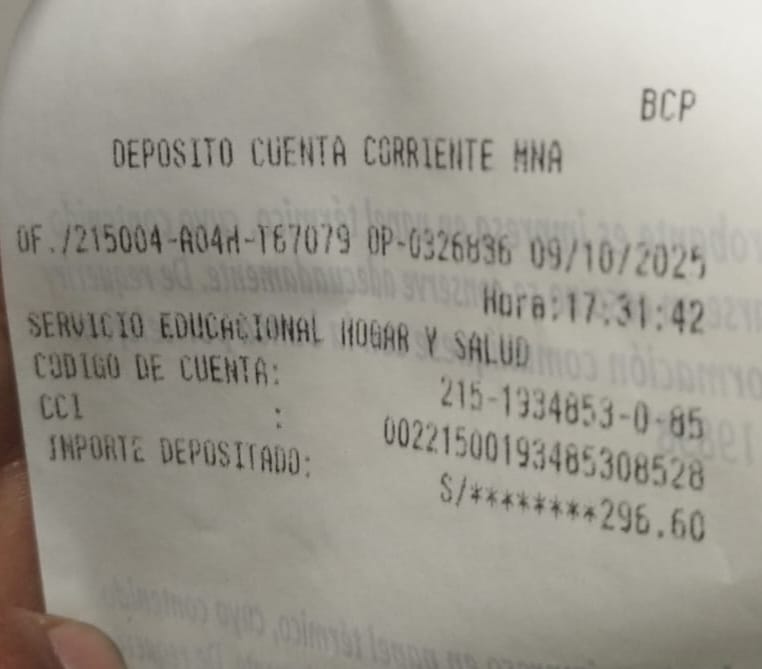 BCP
DEPOSITO CUENTA CORRIENTE MNA
OF./215004-A04H-T67079 OP-0326836 09/10/2025
Hora:17:31:42
SERVICIO EDUCACIONAL HOGAR Y SALUD
CODIGO DE CUENTA: 215-1934853-0-85
CCI : 00221500193485308528
IMPORTE DEPOSITADO: S/********296.60